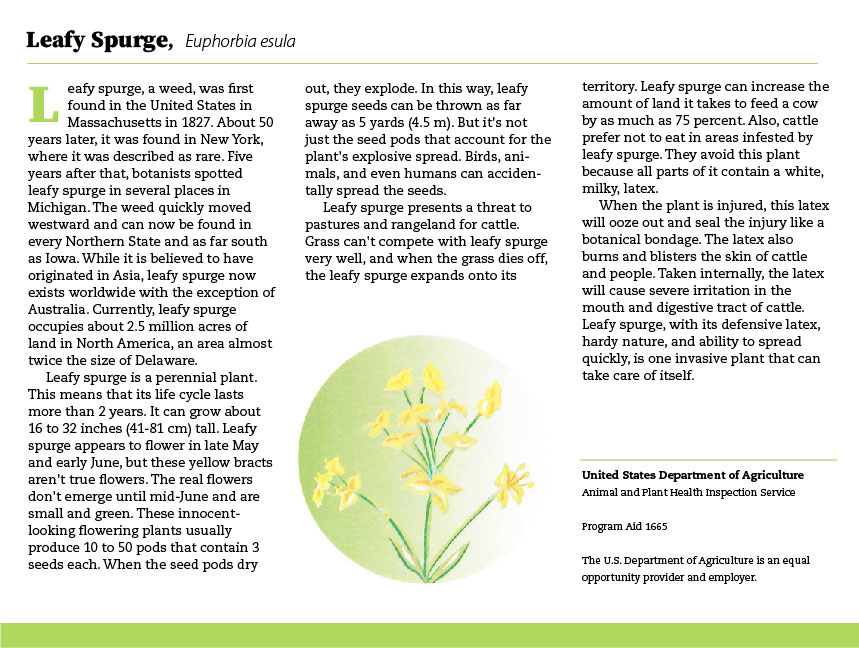 Leafy Spurge, Euphorbia esula
Leafy spurge, a weed, was first
found in the United States in
Massachusetts in 1827. About 50
years later, it was found in New York,
where it was described as rare. Five
years after that, botanists spotted
leafy spurge in several places in
Michigan. The weed quickly moved
westward and can now be found in
every Northern State and as far south
as Iowa. While it is believed to have
originated in Asia, leafy spurge now
exists worldwide with the exception of
Australia. Currently, leafy spurge
occupies about 2.5 million acres of
land in North America, an area almost
twice the size of Delaware.
Leafy spurge is a perennial plant.
This means that its life cycle lasts
more than 2 years. It can grow about
16 to 32 inches (41-81 cm) tall. Leafy
spurge appears to flower in late May
and early June, but these yellow bracts
aren't true flowers. The real flowers
don't emerge until mid-June and are
small and green. These innocent-
looking flowering plants usually
produce 10 to 50 pods that contain 3
seeds each. When the seed pods dry
out, they explode. In this way, leafy
spurge seeds can be thrown as far
away as 5 yards (4.5 m). But it's not
just the seed pods that account for the
plant's explosive spread. Birds, ani-
mals, and even humans can acciden-
tally spread the seeds.
Leafy spurge presents a threat to
pastures and rangeland for cattle.
Grass can't compete with leafy spurge
very well, and when the grass dies off,
the leafy spurge expands onto its
territory. Leafy spurge can increase the
amount of land it takes to feed a cow
by as much as 75 percent. Also, cattle
prefer not to eat in areas infested by
leafy spurge. They avoid this plant
because all parts of it contain a white,
milky, latex.
When the plant is injured, this latex
will ooze out and seal the injury like a
botanical bondage. The latex also
burns and blisters the skin of cattle
and people. Taken internally, the latex
will cause severe irritation in the
mouth and digestive tract of cattle.
Leafy spurge, with its defensive latex,
hardy nature, and ability to spread
quickly, is one invasive plant that can
take care of itself.
United States Department of Agriculture
Animal and Plant Health Inspection Service
Program Aid 1665
The U.S. Department of Agriculture is an equal
opportunity provider and employer.